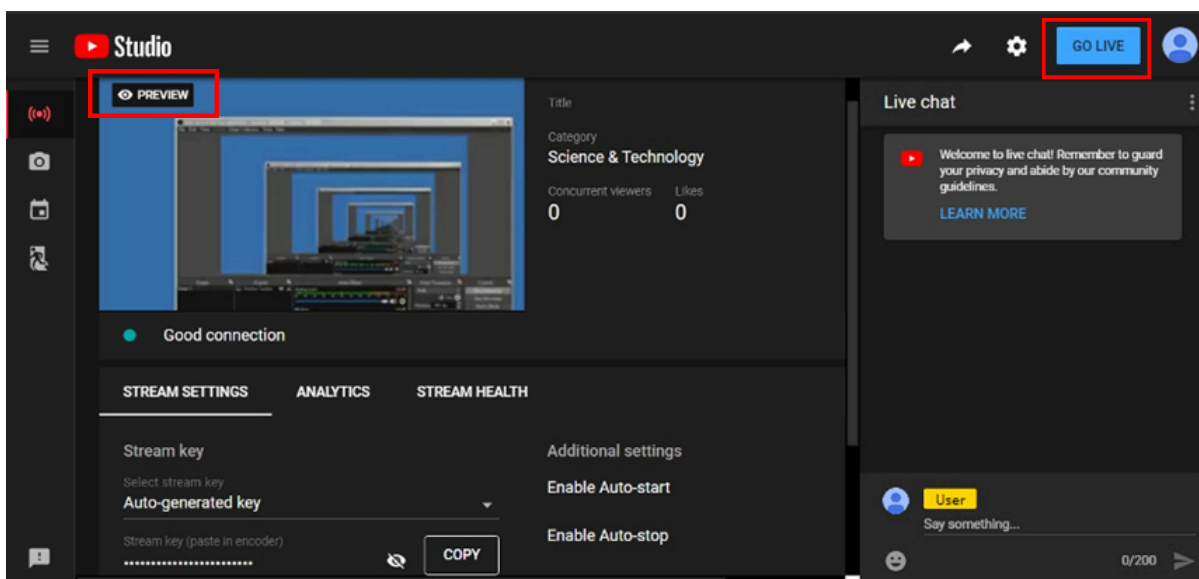 Studio
GO LIVE
PREVIEW
Title
Category
Science & Technology
Concurrent viewers Likes
0 0
Good connection
STREAM SETTINGS ANALYTICS STREAM HEALTH
Stream key
Select stream key
Auto-generated key
Stream key (paste in encoder)
••••••••••••••••••••••••
COPY
Additional settings
Enable Auto-start
Enable Auto-stop
Live chat
Welcome to live chat! Remember to guard
your privacy and abide by our community
guidelines.
LEARN MORE
User
Say something...
0/200